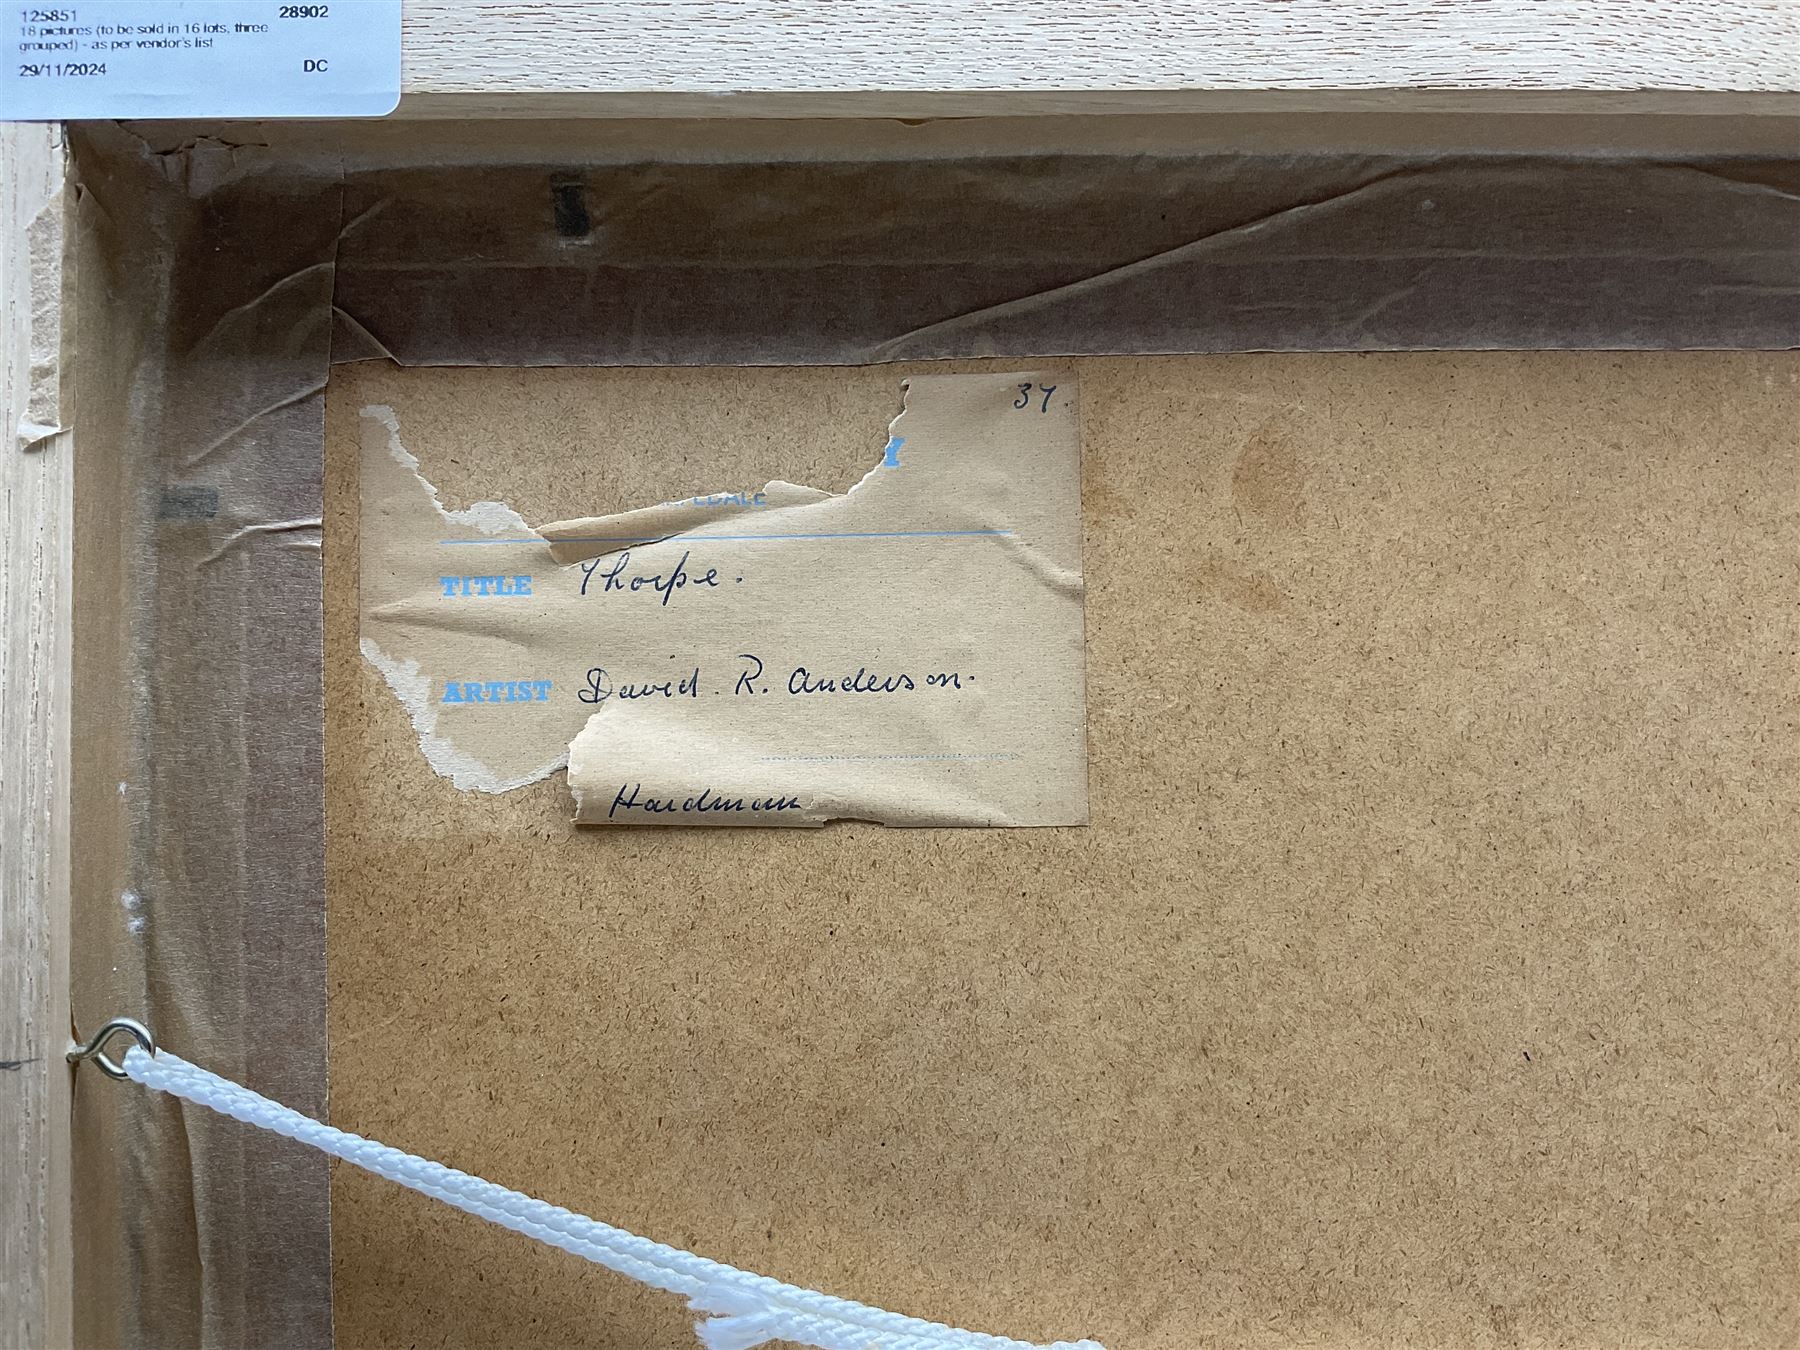 125851 28902
18 pictures (to be sold in 16 lots, three
grouped) - as per vendor's list
29/11/2024 DC
37.
Y
TITLE Thorpe.
ARTIST David. R. Anderson.
Hardman